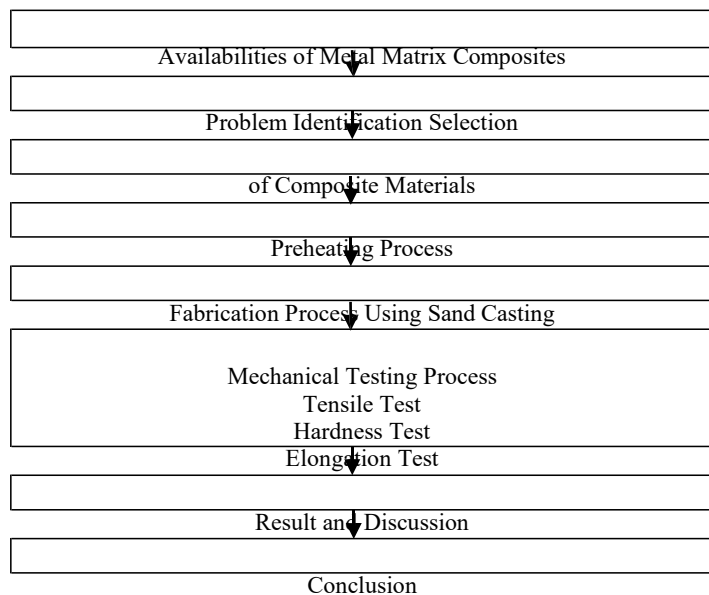 Availabilities of Metal Matrix Composites
Problem Identification Selection
of Composite Materials
Preheating Process
Fabrication Process Using Sand Casting
Mechanical Testing Process
Tensile Test
Hardness Test
Elongation Test
Result and Discussion
Conclusion